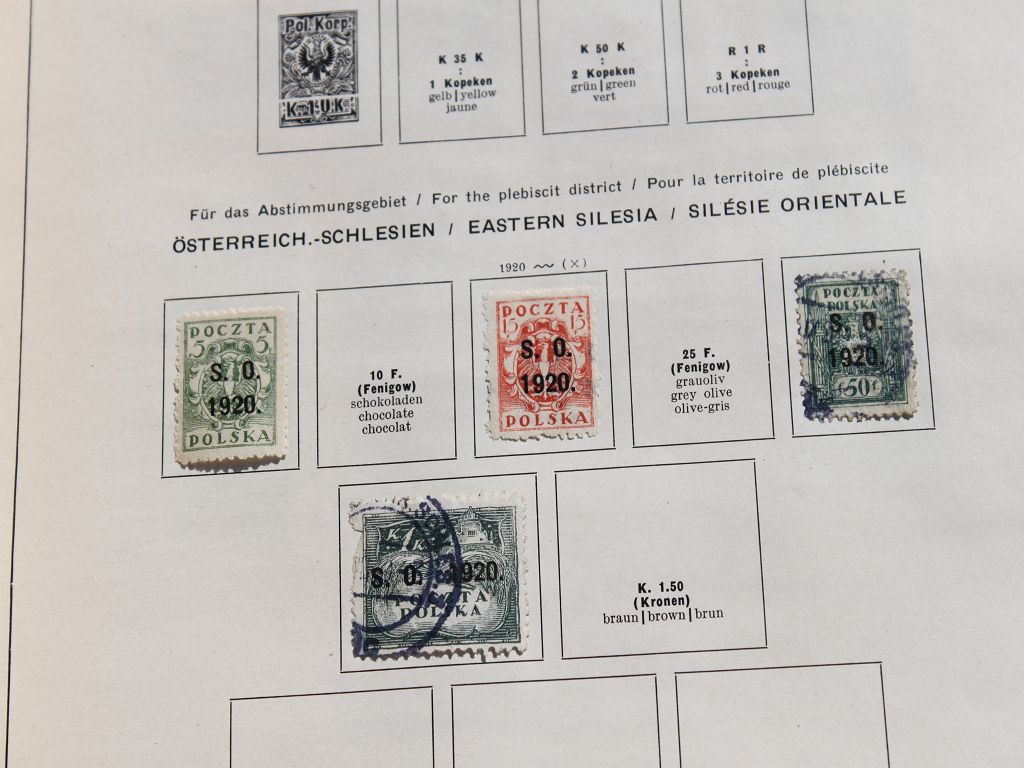 Pol. Korp.
K. 1 U.K.
K 35 K
:
1 Kopeken
gelb | yellow
jaune
K 50 K
:
2 Kopeken
grün | green
vert
R 1 R
:
3 Kopeken
rot | red | rouge
Für das Abstimmungsgebiet / For the plebiscit district / Pour la territoire de plébiscite
ÖSTERREICH.-SCHLESIEN / EASTERN SILESIA / SILÉSIE ORIENTALE
1920 ~~ (×)
POCZTA
5 5
S. O.
1920.
POLSKA
10 F.
(Fenigow)
schokoladen
chocolate
chocolat
POCZTA
15 15
F F
S. O.
1920.
POLSKA
25 F.
(Fenigow)
grauoliv
grey olive
olive-gris
POCZTA
POLSKA
S. O.
1920.
50 f
K 1 K
S. O. 1920.
POCZTA
POLSKA
K. 1.50
(Kronen)
braun | brown | brun